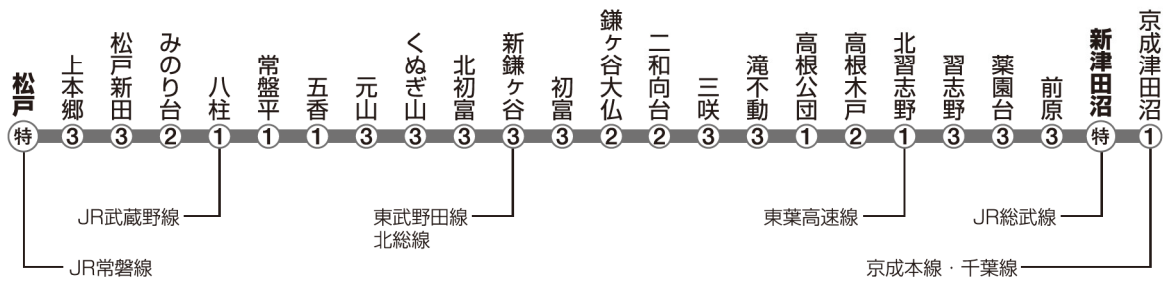 松戸
上本郷
松戸新田
みのり台
八柱
常盤平
五香
元山
くぬぎ山
北初富
新鎌ヶ谷
初富
鎌ヶ谷大仏
二和向台
三咲
滝不動
高根公団
高根木戸
北習志野
習志野
薬園台
前原
新津田沼
京成津田沼
特 3 3 2 1 1 1 3 3 3 3 3 2 2 3 3 1 2 1 3 3 3 特 1
JR武蔵野線
東武野田線
北総線
東葉高速線
JR総武線
JR常磐線
京成本線・千葉線